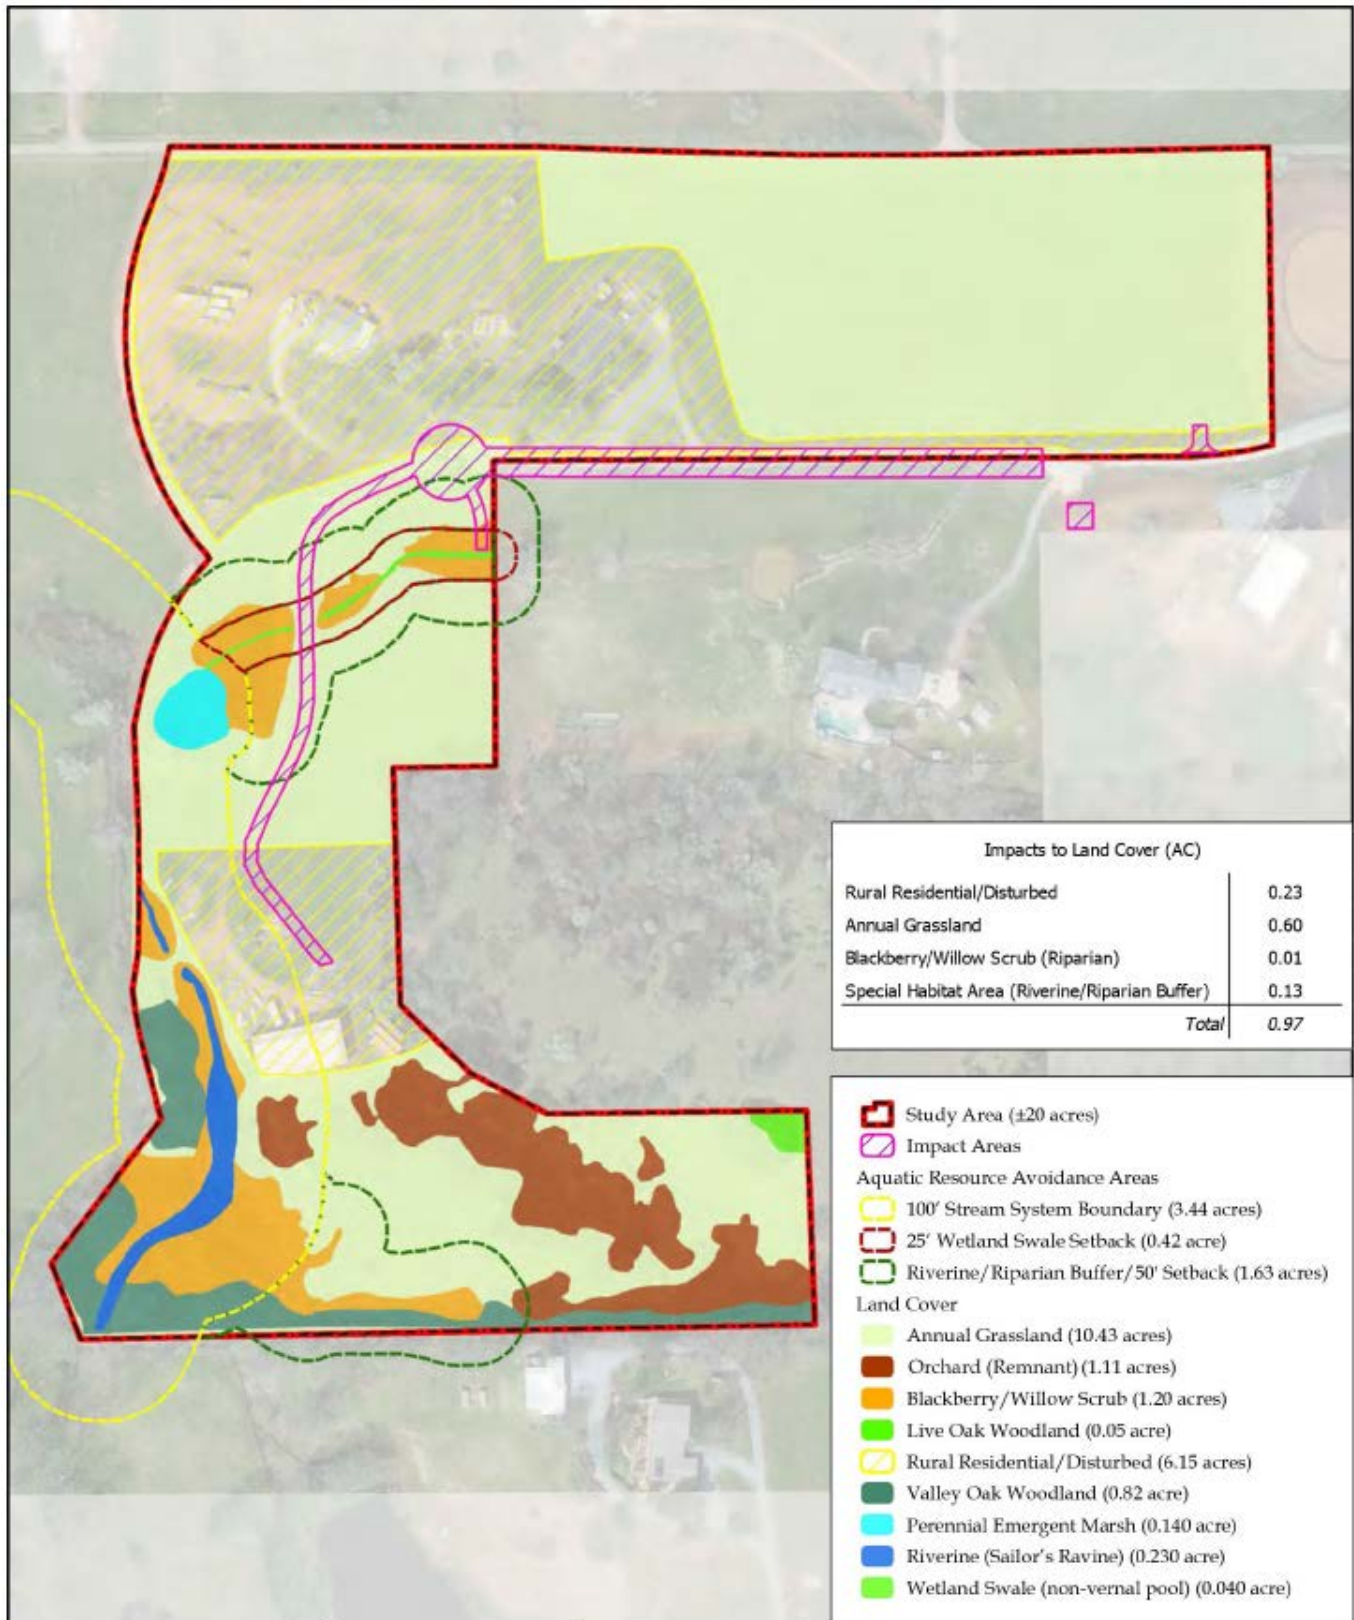 Impacts to Land Cover (AC)
Rural Residential/Disturbed 0.23
Annual Grassland 0.60
Blackberry/Willow Scrub (Riparian) 0.01
Special Habitat Area (Riverine/Riparian Buffer) 0.13
Total 0.97
Study Area (±20 acres)
Impact Areas
Aquatic Resource Avoidance Areas
100' Stream System Boundary (3.44 acres)
25' Wetland Swale Setback (0.42 acre)
Riverine/Riparian Buffer/50' Setback (1.63 acres)
Land Cover
Annual Grassland (10.43 acres)
Orchard (Remnant) (1.11 acres)
Blackberry/Willow Scrub (1.20 acres)
Live Oak Woodland (0.05 acre)
Rural Residential/Disturbed (6.15 acres)
Valley Oak Woodland (0.82 acre)
Perennial Emergent Marsh (0.140 acre)
Riverine (Sailor's Ravine) (0.230 acre)
Wetland Swale (non-vernal pool) (0.040 acre)